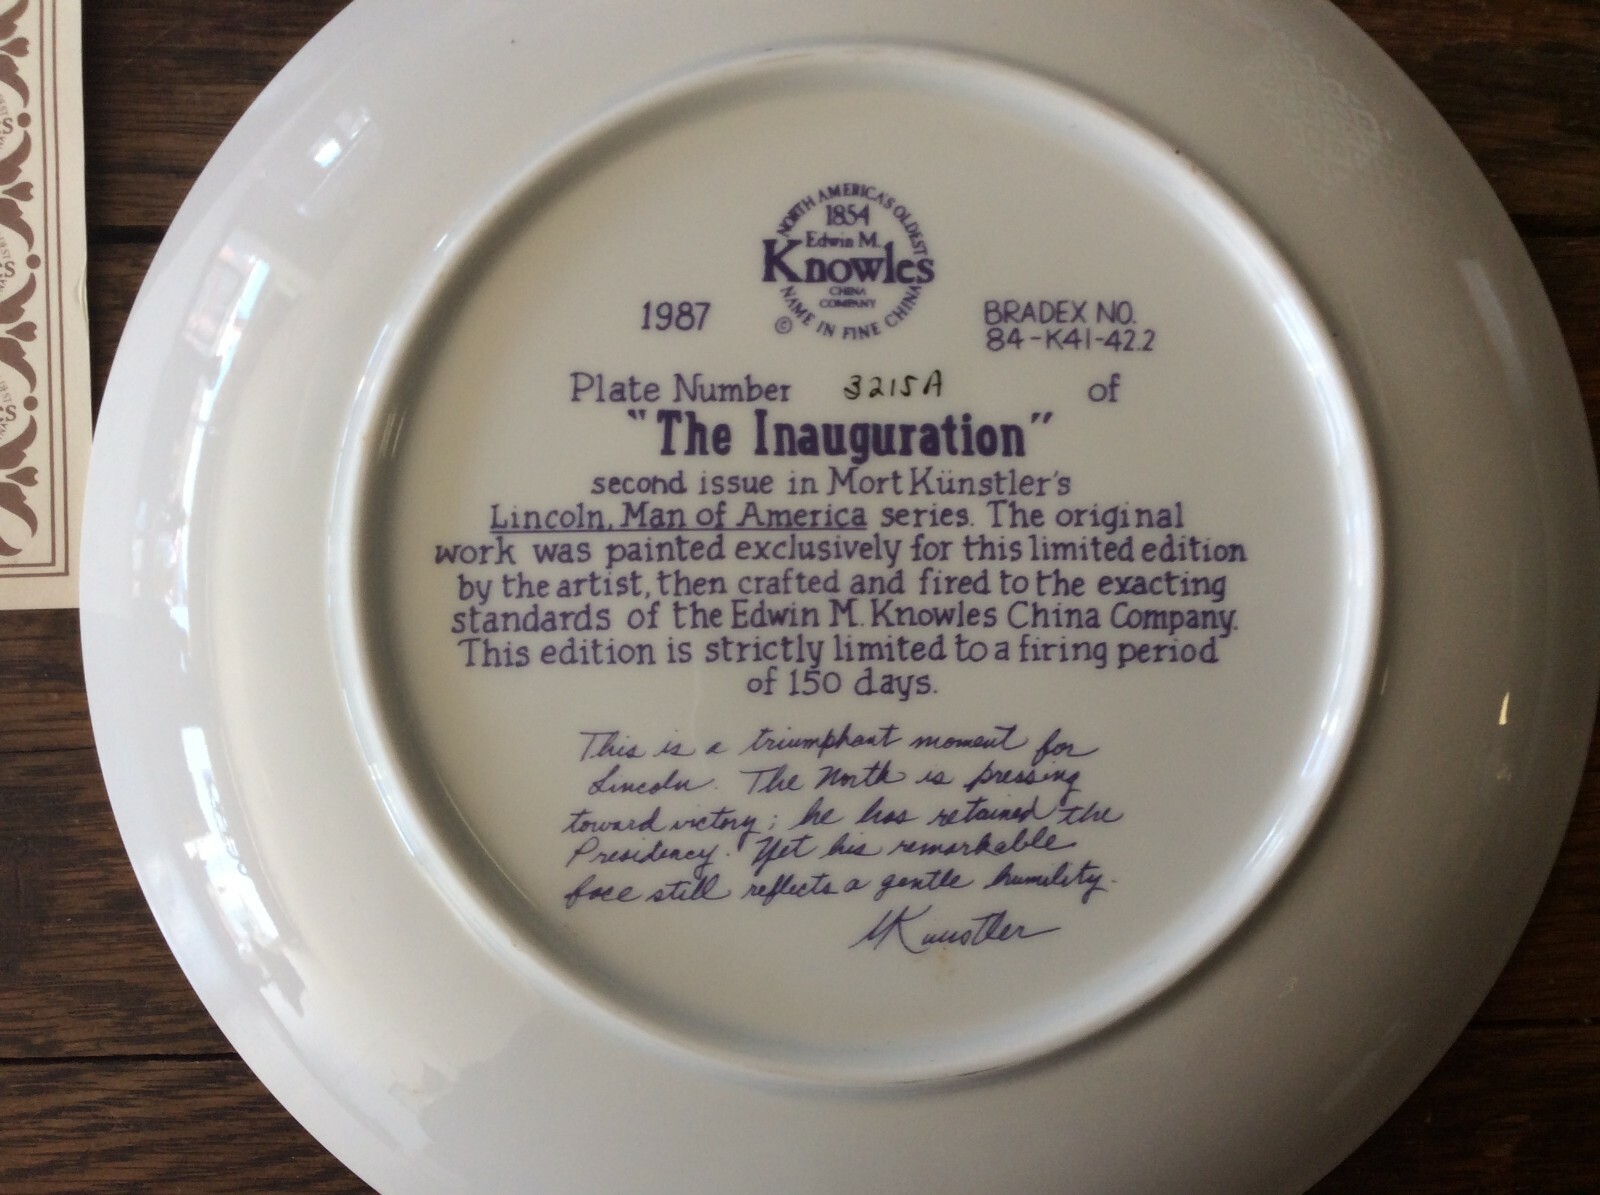 NORTH AMERICA'S OLDEST
1854
Edwin M.
Knowles
CHINA
COMPANY
NAME IN FINE CHINA
©
1987
BRADEX NO.
84-K41-42.2
Plate Number 3215A of
"The Inauguration"
second issue in Mort Künstler's
Lincoln, Man of America series. The original
work was painted exclusively for this limited edition
by the artist, then crafted and fired to the exacting
standards of the Edwin M. Knowles China Company.
This edition is strictly limited to a firing period
of 150 days.
This is a triumphant moment for
Lincoln. The North is pressing
toward victory; he has retained the
Presidency. Yet his remarkable
face still reflects a gentle humility.
MKunstler